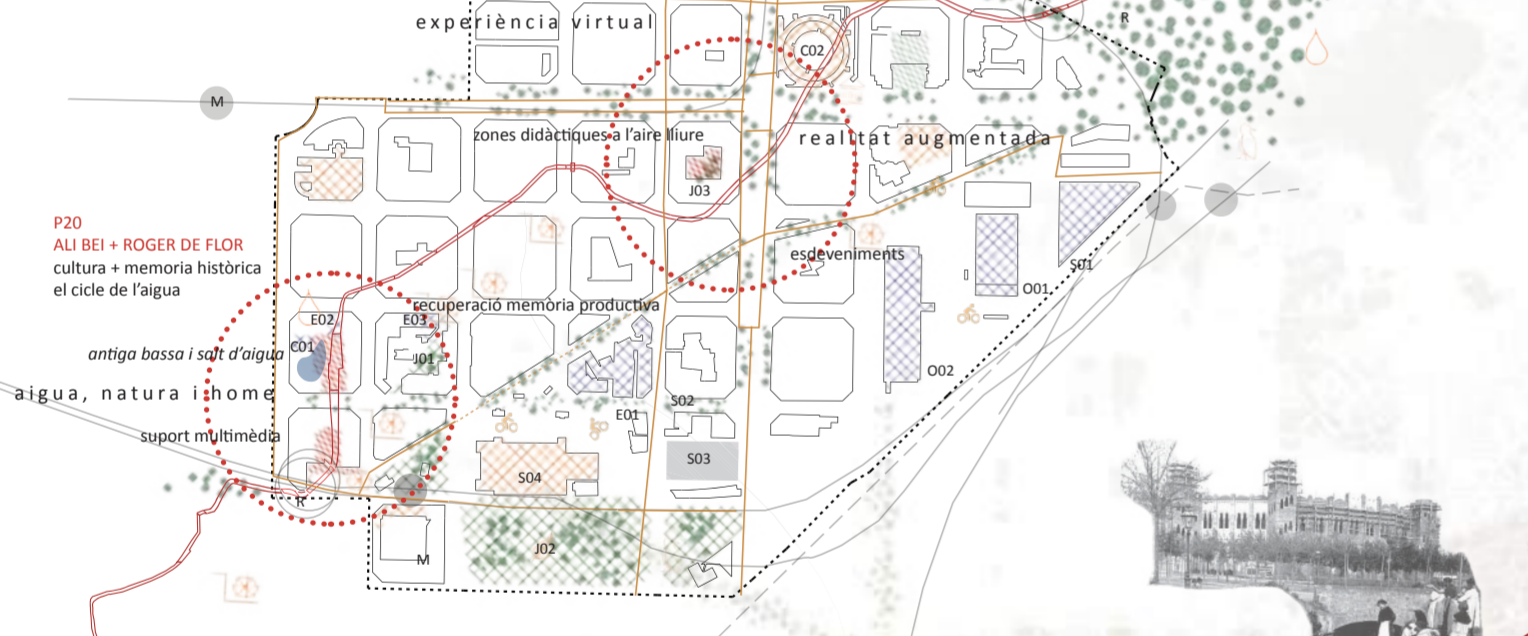 experiència virtual
R
C02
M
zones didàctiques a l'aire lliure
realitat augmentada
J03
P20
ALI BEI + ROGER DE FLOR
cultura + memoria històrica
el cicle de l'aigua
esdeveniments
S01
O01
recuperació memòria productiva
E02
E03
C01
J01
antiga bassa i salt d'aigua
O02
aigua, natura i home
S02
E01
suport multimèdia
S03
S04
R
J02
M